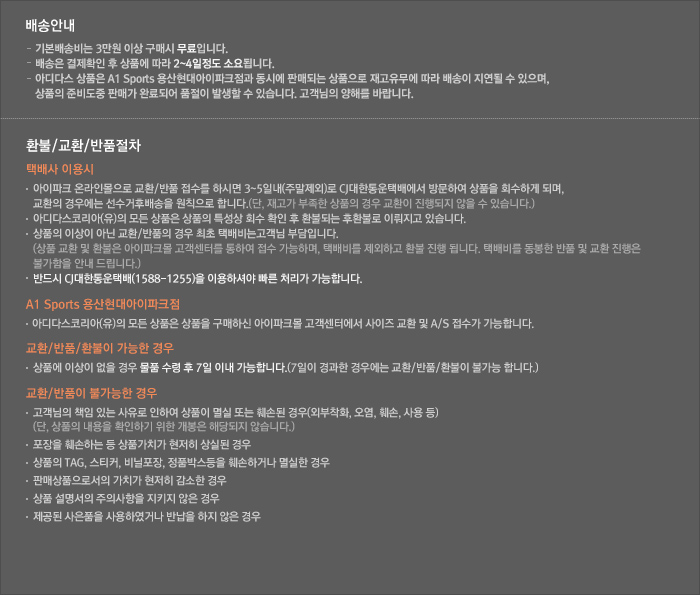 배송안내
- 기본배송비는 3만원 이상 구매시 무료입니다.
- 배송은 결제확인 후 상품에 따라 2~4일정도 소요됩니다.
- 아디다스 상품은 A1 Sports 용산현대아이파크점과 동시에 판매되는 상품으로 재고유무에 따라 배송이 지연될 수 있으며,
상품의 준비도중 판매가 완료되어 품절이 발생할 수 있습니다. 고객님의 양해를 바랍니다.
환불/교환/반품절차
택배사 이용시
· 아이파크 온라인몰으로 교환/반품 접수를 하시면 3~5일내(주말제외)로 CJ대한통운택배에서 방문하여 상품을 회수하게 되며,
교환의 경우에는 선수거후배송을 원칙으로 합니다.(단, 재고가 부족한 상품의 경우 교환이 진행되지 않을 수 있습니다.)
· 아디다스코리아(유)의 모든 상품은 상품의 특성상 회수 확인 후 환불되는 후환불로 이뤄지고 있습니다.
· 상품의 이상이 아닌 교환/반품의 경우 최초 택배비는고객님 부담입니다.
(상품 교환 및 환불은 아이파크몰 고객센터를 통하여 접수 가능하며, 택배비를 제외하고 환불 진행 됩니다. 택배비를 동봉한 반품 및 교환 진행은
불가함을 안내 드립니다.)
· 반드시 CJ대한통운택배(1588-1255)을 이용하셔야 빠른 처리가 가능합니다.
A1 Sports 용산현대아이파크점
· 아디다스코리아(유)의 모든 상품은 상품을 구매하신 아이파크몰 고객센터에서 사이즈 교환 및 A/S 접수가 가능합니다.
교환/반품/환불이 가능한 경우
· 상품에 이상이 없을 경우 물품 수령 후 7일 이내 가능합니다.(7일이 경과한 경우에는 교환/반품/환불이 불가능 합니다.)
교환/반품이 불가능한 경우
· 고객님의 책임 있는 사유로 인하여 상품이 멸실 또는 훼손된 경우(외부착화, 오염, 훼손, 사용 등)
(단, 상품의 내용을 확인하기 위한 개봉은 해당되지 않습니다.)
· 포장을 훼손하는 등 상품가치가 현저히 상실된 경우
· 상품의 TAG, 스티커, 비닐포장, 정품박스등을 훼손하거나 멸실한 경우
· 판매상품으로서의 가치가 현저히 감소한 경우
· 상품 설명서의 주의사항을 지키지 않은 경우
· 제공된 사은품을 사용하였거나 반납을 하지 않은 경우